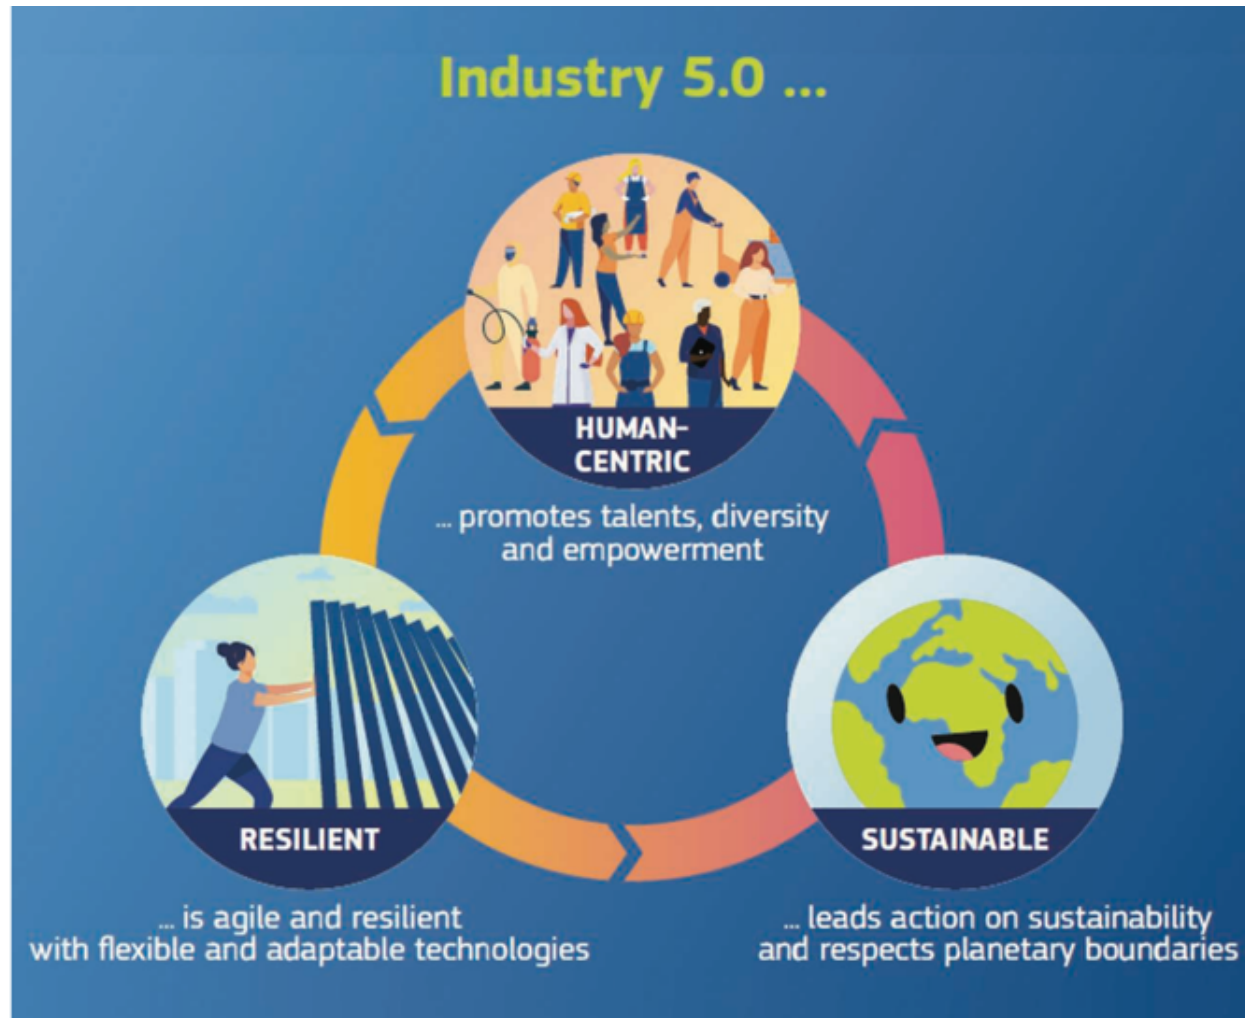 Industry 5.0 ...
HUMAN-
CENTRIC
... promotes talents, diversity
and empowerment
RESILIENT
... is agile and resilient
with flexible and adaptable technologies
SUSTAINABLE
... leads action on sustainability
and respects planetary boundaries